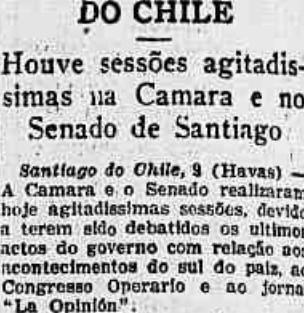 DO CHILE
Houve sessões agitadis-
simas na Camara e no
Senado de Santiago
Santiago do Chile, 9 (Havas) —
A Camara e o Senado realizaram
hoje agitadissimas sessões, devido
a terem sido debatidos os ultimos
actos do governo com relação aos
acontecimentos do sul do paiz, ao
Congresso Operario e ao jornal
"La Opinión".